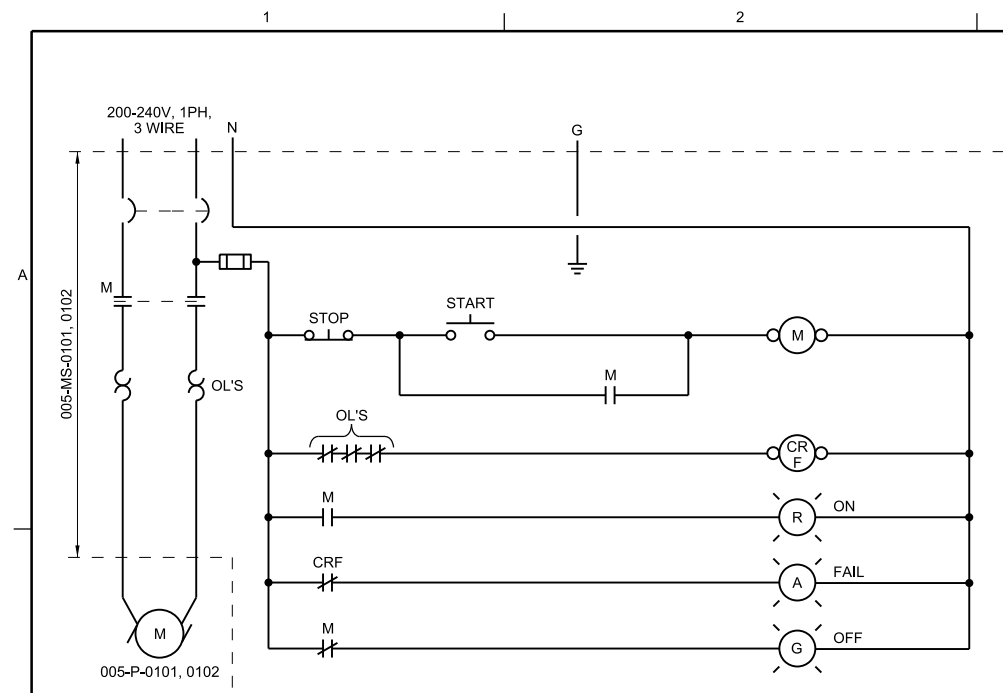 1
2
200-240V, 1PH,
3 WIRE
N
G
A
M
005-MS-0101, 0102
STOP
START
M
OL'S
M
OL'S
CR
F
M
R
ON
CRF
A
FAIL
M
M
G
OFF
005-P-0101, 0102